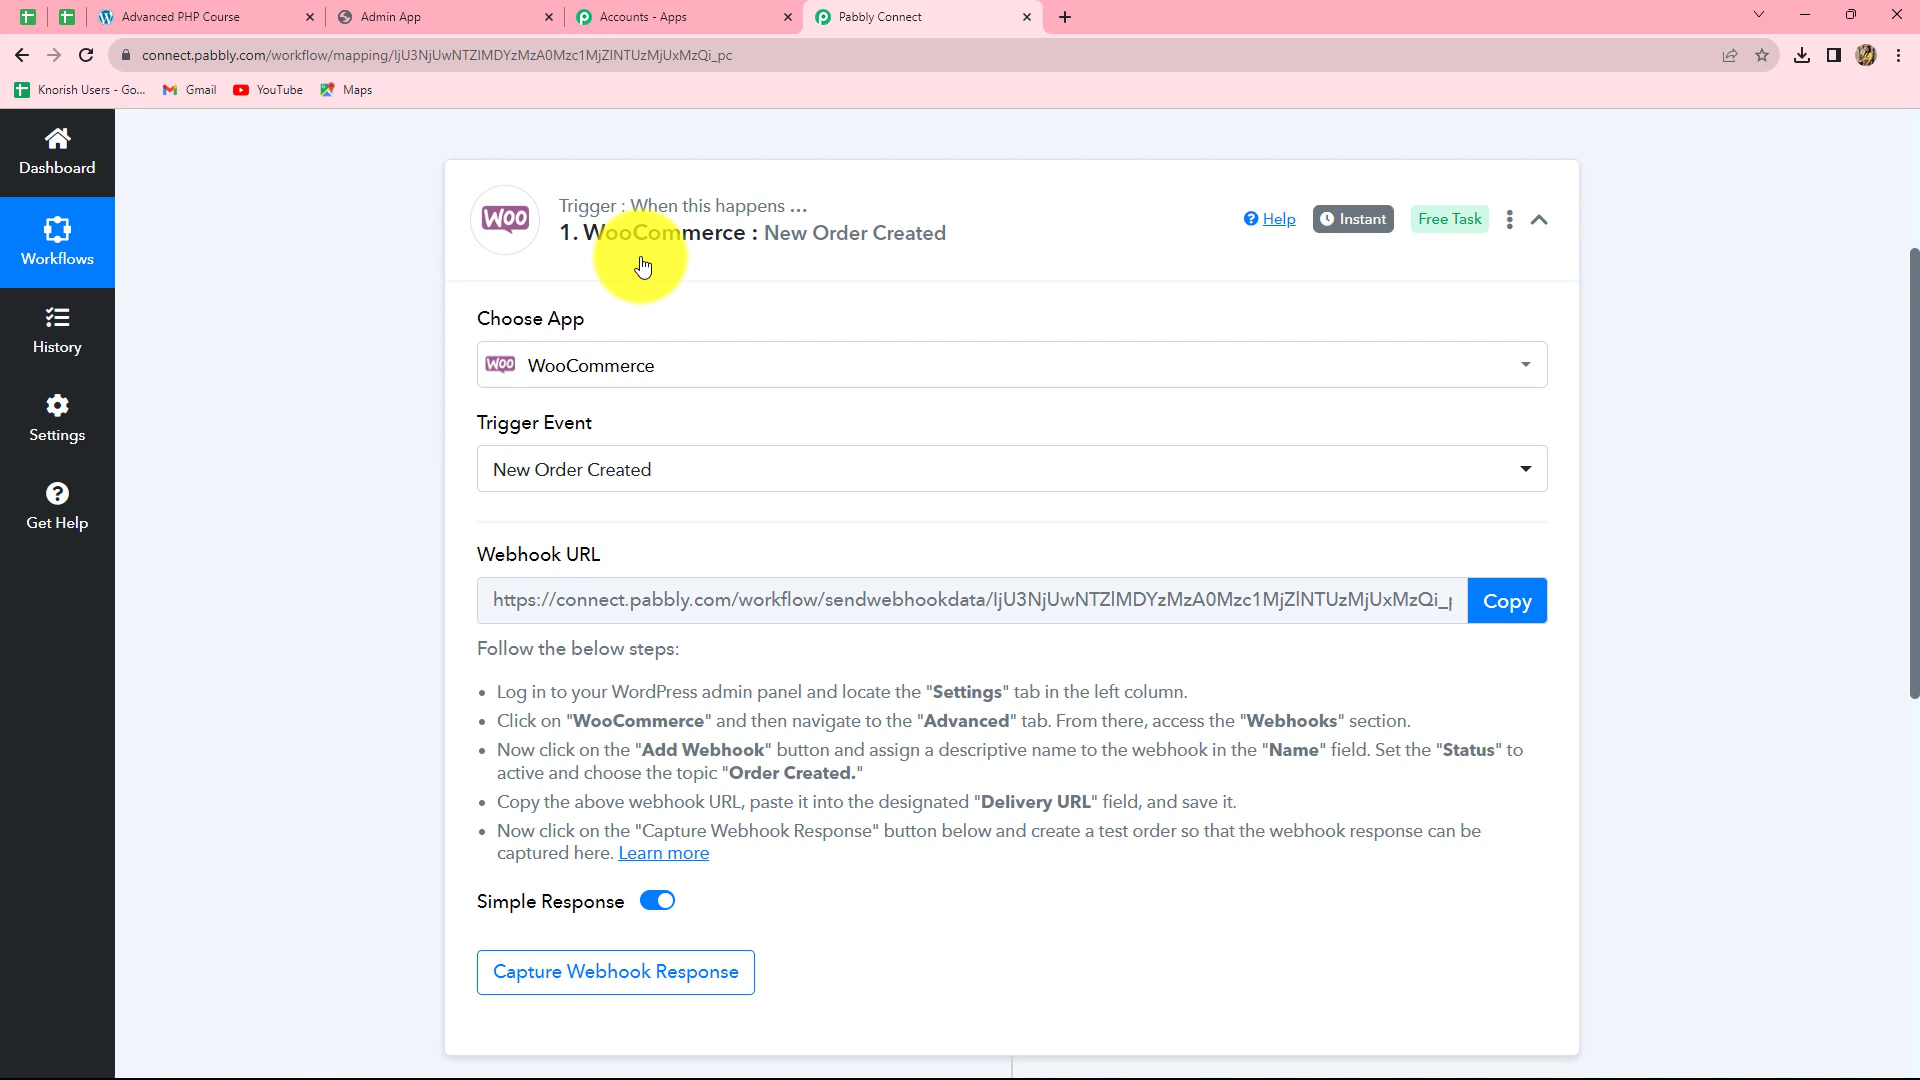 Advanced PHP Course
Admin App
Accounts - Apps
Pabbly Connect
connect.pabbly.com/workflow/mapping/IjU3NjUwNTZlMDYzMzA0Mzc1MjZlNTUzMjUxMzQi_pc
Knorish Users - Go...
Gmail
YouTube
Maps
Dashboard
Workflows
History
Settings
Get Help
WOO
Trigger : When this happens ...
1. WooCommerce : New Order Created
Help
Instant
Free Task
Choose App
WOO WooCommerce
Trigger Event
New Order Created
Webhook URL
https://connect.pabbly.com/workflow/sendwebhookdata/IjU3NjUwNTZlMDYzMzA0Mzc1MjZlNTUzMjUxMzQi_p
Copy
Follow the below steps:
• Log in to your WordPress admin panel and locate the "Settings" tab in the left column.
• Click on "WooCommerce" and then navigate to the "Advanced" tab. From there, access the "Webhooks" section.
• Now click on the "Add Webhook" button and assign a descriptive name to the webhook in the "Name" field. Set the "Status" to
active and choose the topic "Order Created."
• Copy the above webhook URL, paste it into the designated "Delivery URL" field, and save it.
• Now click on the "Capture Webhook Response" button below and create a test order so that the webhook response can be
captured here. Learn more
Simple Response
Capture Webhook Response